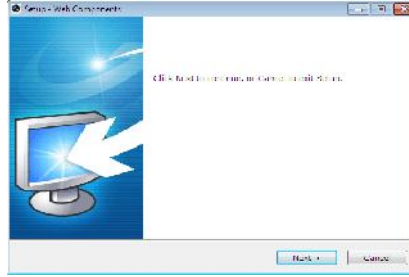 Setup - Web Components
Click Next to continue, or Cancel to exit Setup.
Next >
Cancel